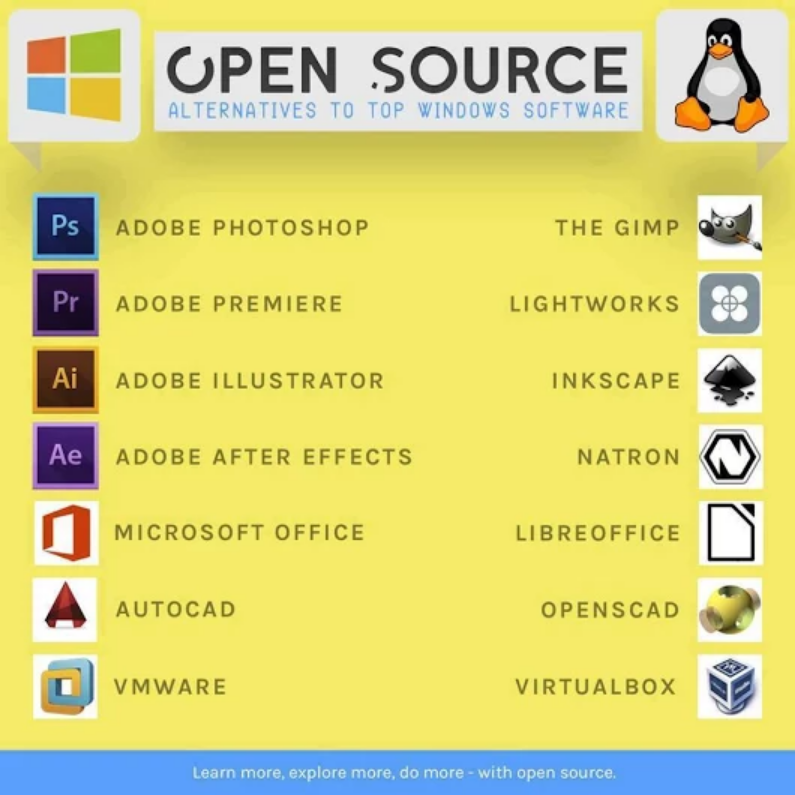 OPEN SOURCE
ALTERNATIVES TO TOP WINDOWS SOFTWARE
Ps ADOBE PHOTOSHOP THE GIMP
Pr ADOBE PREMIERE LIGHTWORKS
Ai ADOBE ILLUSTRATOR INKSCAPE
Ae ADOBE AFTER EFFECTS NATRON
MICROSOFT OFFICE LIBREOFFICE
AUTOCAD OPENSCAD
VMWARE VIRTUALBOX
Learn more, explore more, do more - with open source.